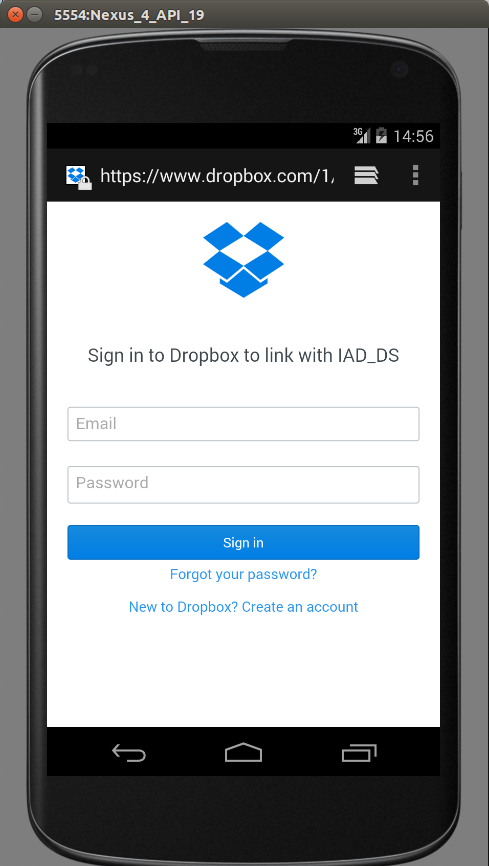 5554:Nexus_4_API_19
3G 14:56
https://www.dropbox.com/1/
Sign in to Dropbox to link with IAD_DS
Email
Password
Sign in
Forgot your password?
New to Dropbox? Create an account